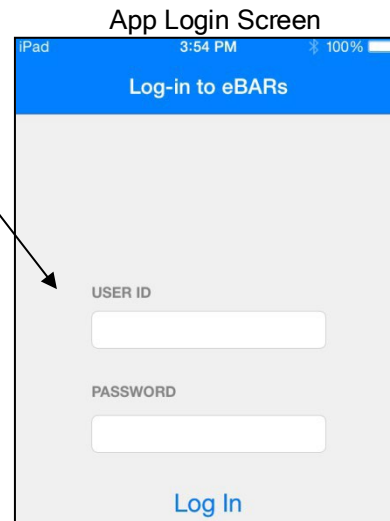 App Login Screen
iPad 3:54 PM 100%
Log-in to eBARs
USER ID
PASSWORD
Log In